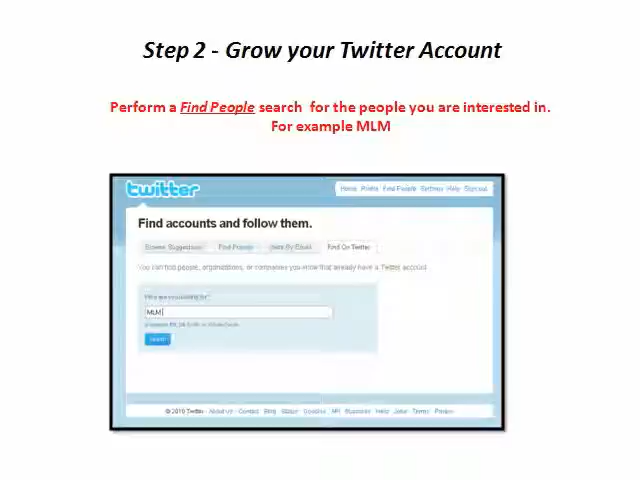 Step 2 - Grow your Twitter Account
Perform a Find People search for the people you are interested in.
For example MLM
twitter
Home Profile Find People Settings Help Sign out
Find accounts and follow them.
Browse Suggestions Find Friends Invite By Email Find On Twitter
You can find people, organizations, or companies you know that already have a Twitter account
Who are you looking for?
MLM
Search
© 2010 Twitter About Us Contact Blog Status Goodies API Business Help Jobs Terms Privacy